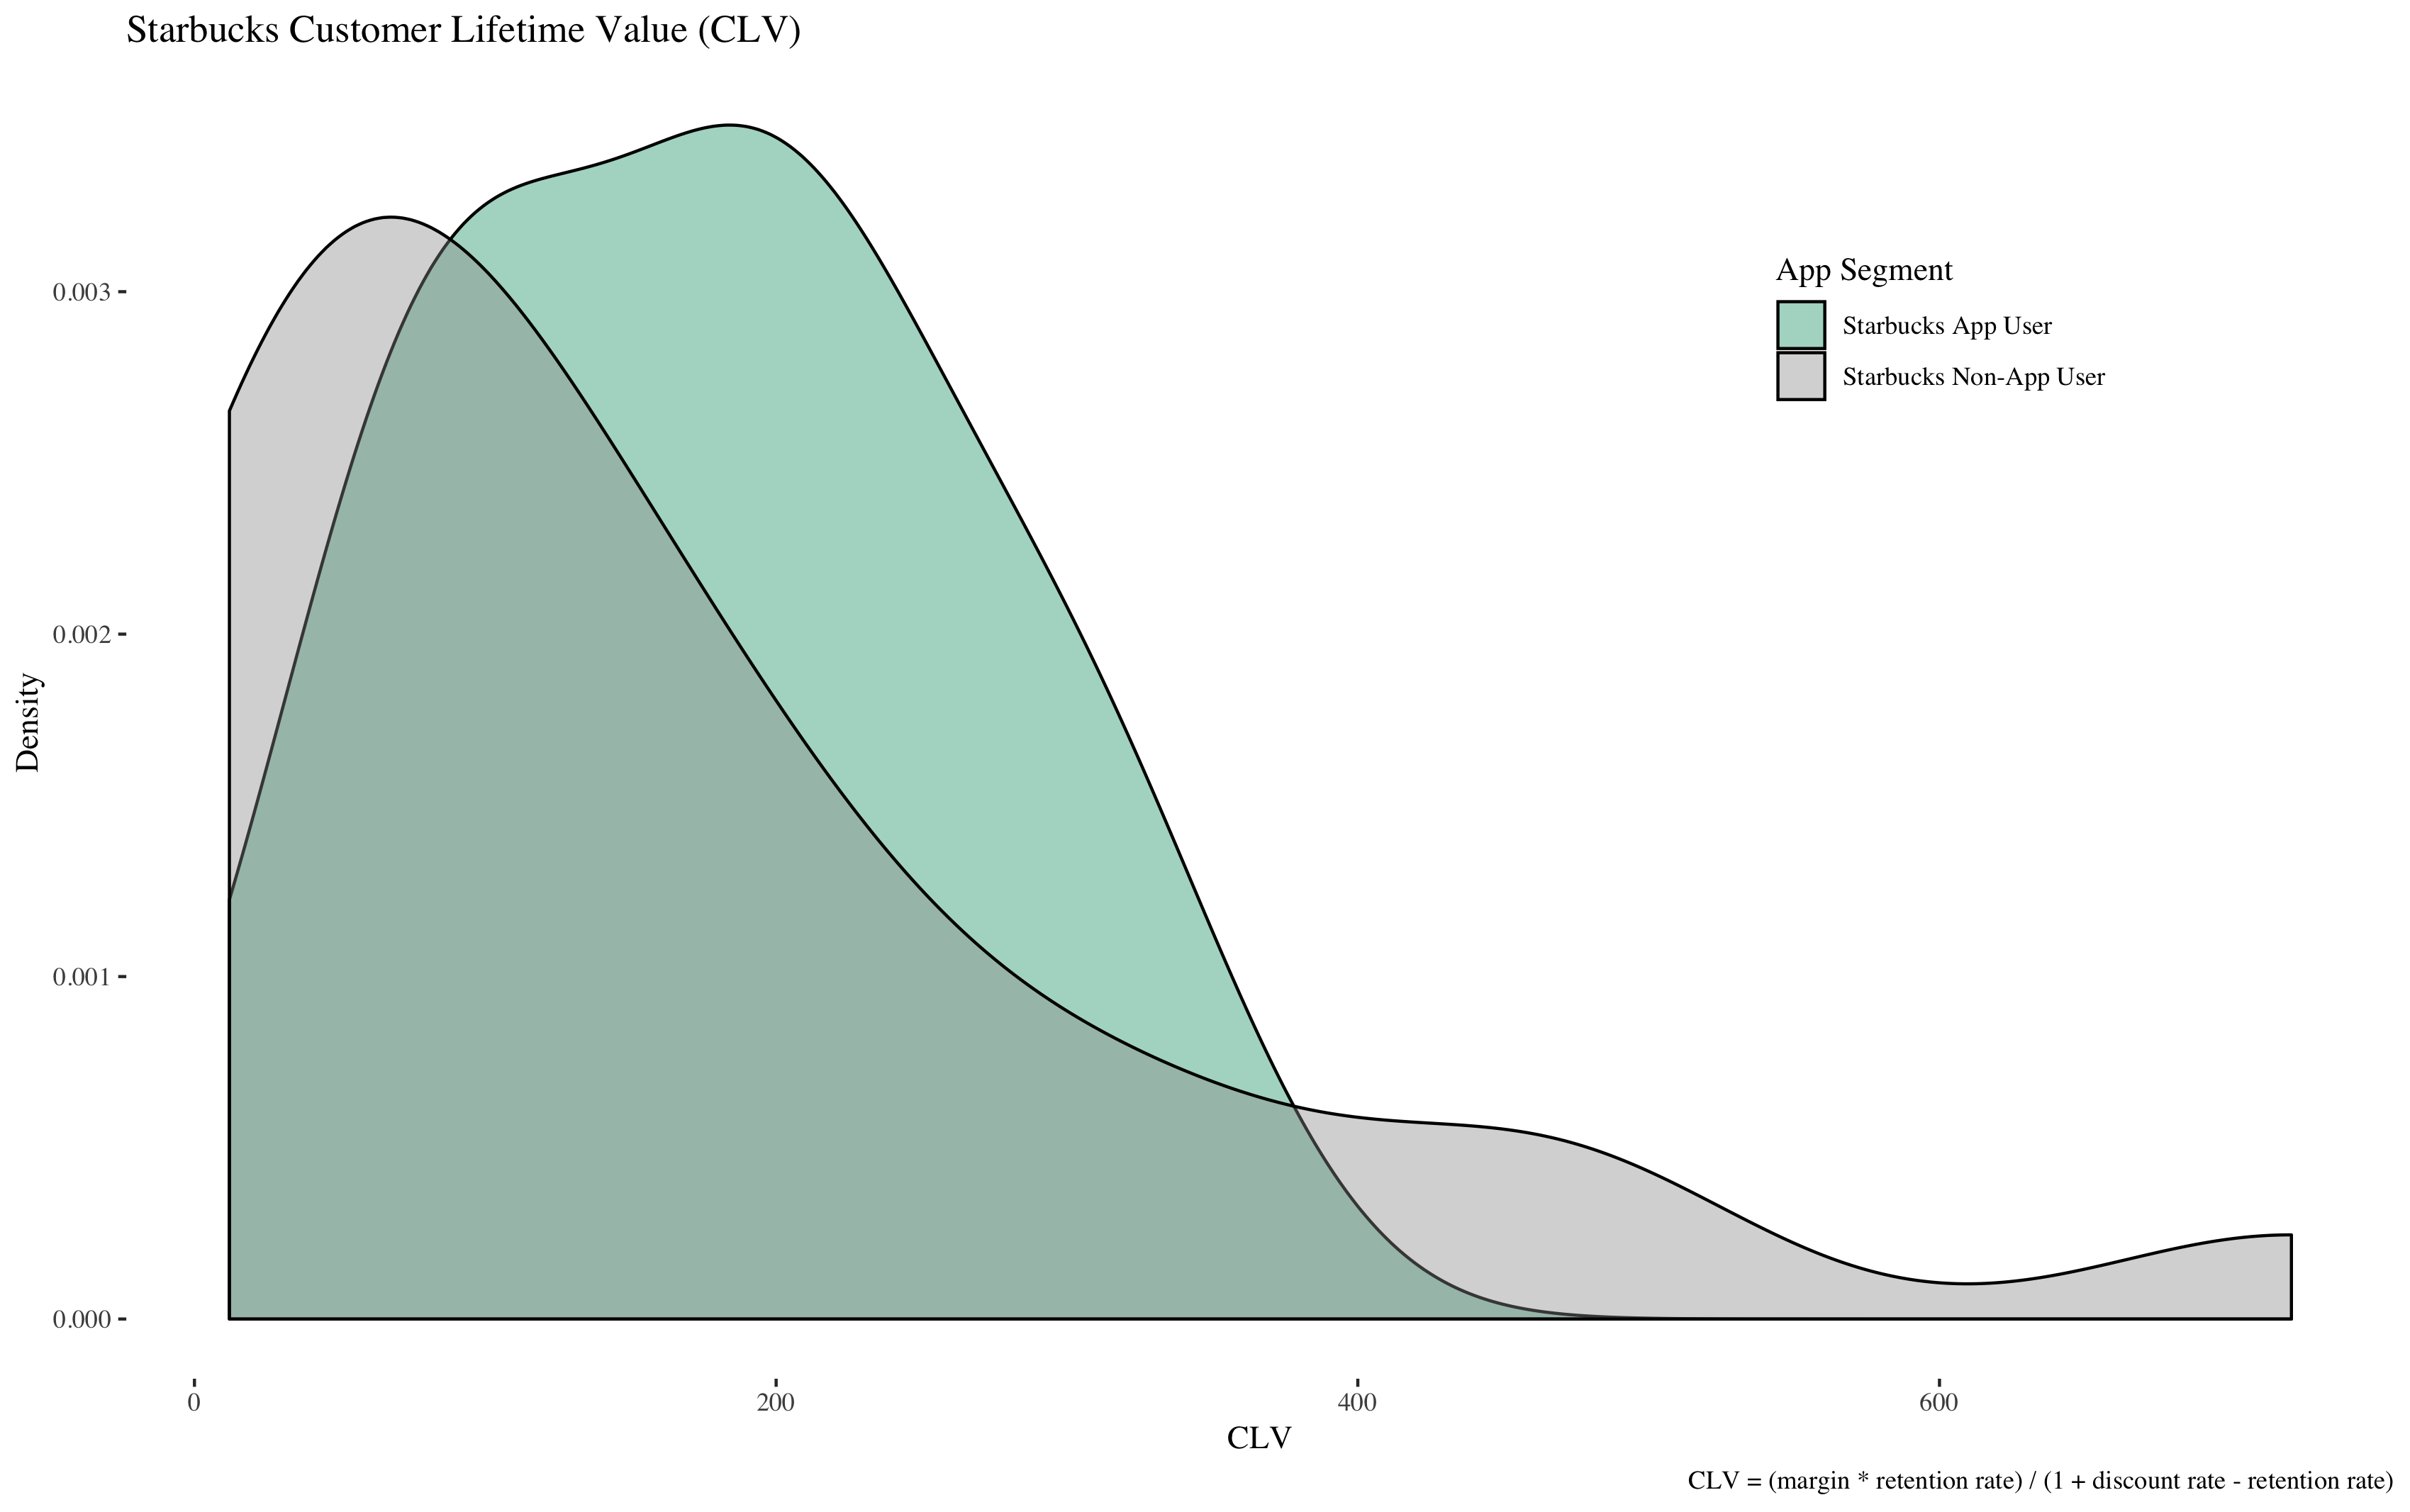 Starbucks Customer Lifetime Value (CLV)
App Segment
Starbucks App User
Starbucks Non-App User
0.003
0.002
0.001
0.000
Density
0
200
400
600
CLV
CLV = (margin * retention rate) / (1 + discount rate - retention rate)